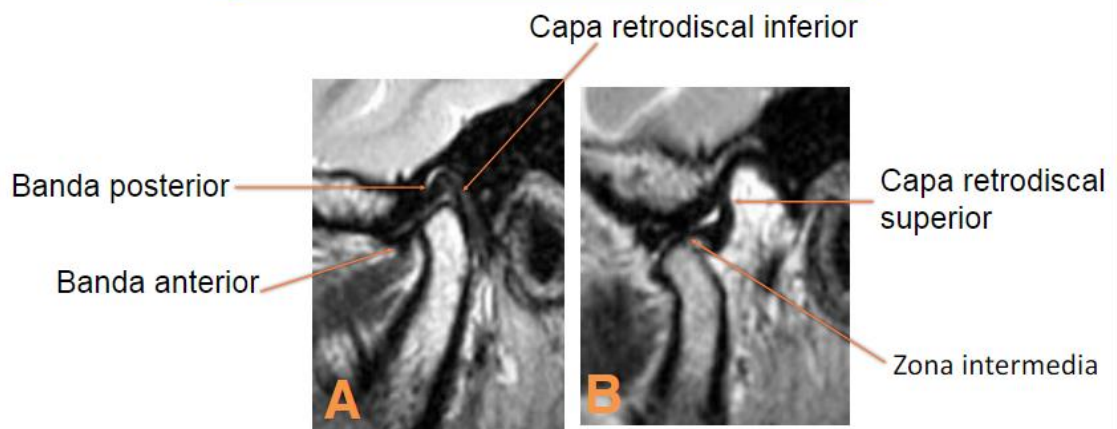 Capa retrodiscal inferior
Banda posterior
Capa retrodiscal
superior
Banda anterior
Zona intermedia
A
B